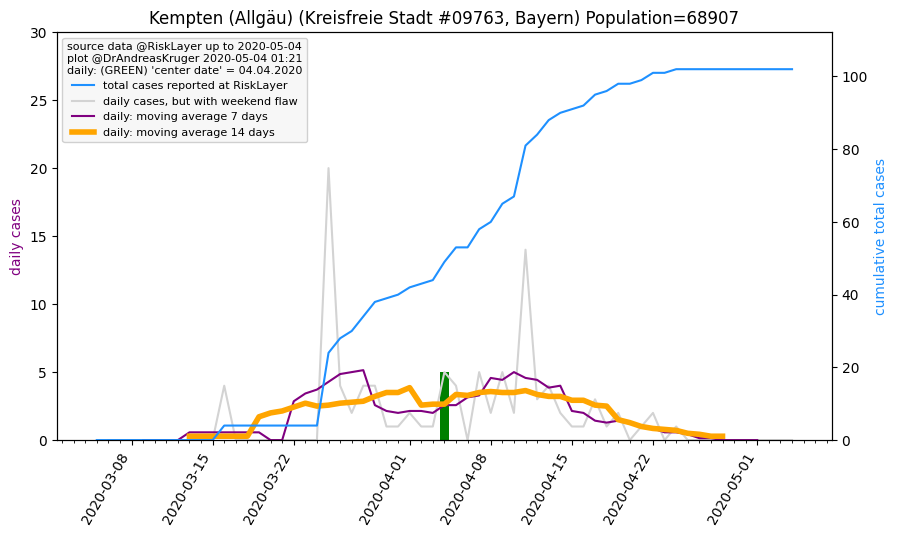 Kempten (Allgäu) (Kreisfreie Stadt #09763, Bayern) Population=68907
source data @RiskLayer up to 2020-05-04
plot @DrAndreasKruger 2020-05-04 01:21
daily: (GREEN) 'center date' = 04.04.2020
total cases reported at RiskLayer
daily cases, but with weekend flaw
daily: moving average 7 days
daily: moving average 14 days
daily cases
30
25
20
15
10
5
0
cumulative total cases
100
80
60
40
20
0
2020-03-08
2020-03-15
2020-03-22
2020-04-01
2020-04-08
2020-04-15
2020-04-22
2020-05-01